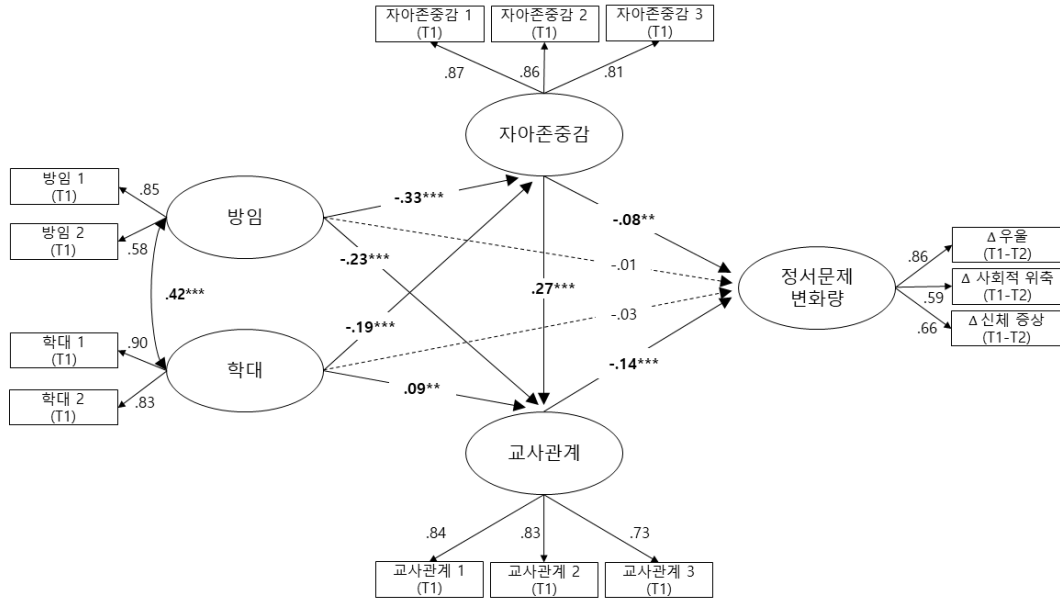 자아존중감 1
(T1)
자아존중감 2
(T1)
자아존중감 3
(T1)
.87
.86
.81
자아존중감
방임 1
(T1)
.85
방임 2
(T1)
.58
방임
-.33***
-.08**
-.23***
-.01
.27***
.42***
정서문제
변화량
.86
.59
.66
Δ우울
(T1-T2)
Δ 사회적 위축
(T1-T2)
Δ신체 증상
(T1-T2)
-.19***
-.03
학대 1
(T1)
.90
학대 2
(T1)
.83
학대
.09**
-.14***
교사관계
.84
.83
.73
교사관계 1
(T1)
교사관계 2
(T1)
교사관계 3
(T1)